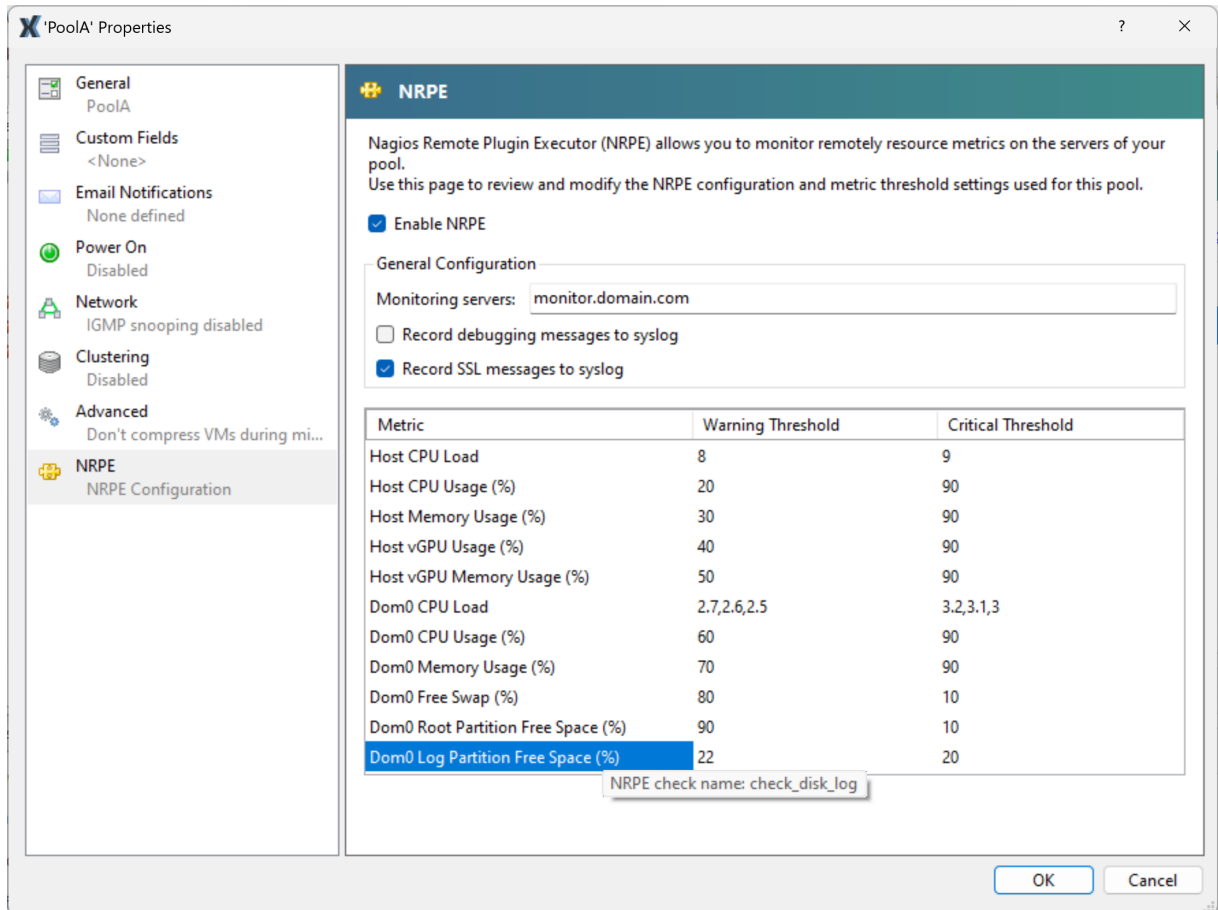 'PoolA' Properties
?
General
PoolA
Custom Fields
<None>
Email Notifications
None defined
Power On
Disabled
Network
IGMP snooping disabled
Clustering
Disabled
Advanced
Don't compress VMs during mi...
NRPE
NRPE Configuration
NRPE
Nagios Remote Plugin Executor (NRPE) allows you to monitor remotely resource metrics on the servers of your
pool.
Use this page to review and modify the NRPE configuration and metric threshold settings used for this pool.
Enable NRPE
General Configuration
Monitoring servers: monitor.domain.com
Record debugging messages to syslog
Record SSL messages to syslog
Metric Warning Threshold Critical Threshold
Host CPU Load 8 9
Host CPU Usage (%) 20 90
Host Memory Usage (%) 30 90
Host vGPU Usage (%) 40 90
Host vGPU Memory Usage (%) 50 90
Dom0 CPU Load 2.7,2.6,2.5 3.2,3.1,3
Dom0 CPU Usage (%) 60 90
Dom0 Memory Usage (%) 70 90
Dom0 Free Swap (%) 80 10
Dom0 Root Partition Free Space (%) 90 10
Dom0 Log Partition Free Space (%) 22 20
NRPE check name: check_disk_log
OK Cancel